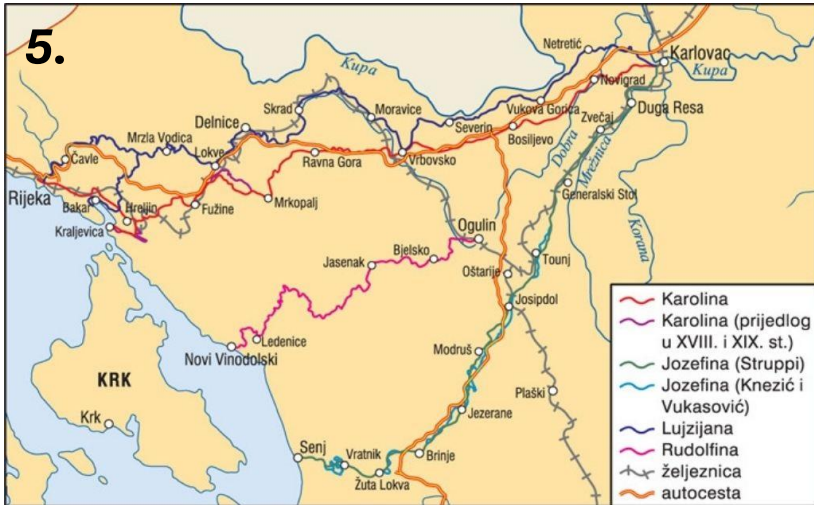 5.
Netretić
Karlovac
Kupa
Kupa
Novigrad
Skrad
Moravice
Vukova Gorica
Duga Resa
Delnice
Severin
Zvečaj
Bosiljevo
Mrzla Vodica
Lokve
Dobra
Čavle
Ravna Gora
Vrbovsko
Mrežnica
Rijeka
Generalski Stol
Bakar
Hreljin
Fužine
Mrkopalj
Kraljevica
Ogulin
Korana
Bjelsko
Jasenak
Tounj
Oštarije
Josipdol
Ledenice
Novi Vinodolski
Modruš
KRK
Plaški
Krk
Jezerane
Senj
Vratnik
Brinje
Žuta Lokva
Karolina
Karolina (prijedlog
u XVIII. i XIX. st.)
Jozefina (Struppi)
Jozefina (Knezić i
Vukasović)
Lujzijana
Rudolfina
željeznica
autocesta